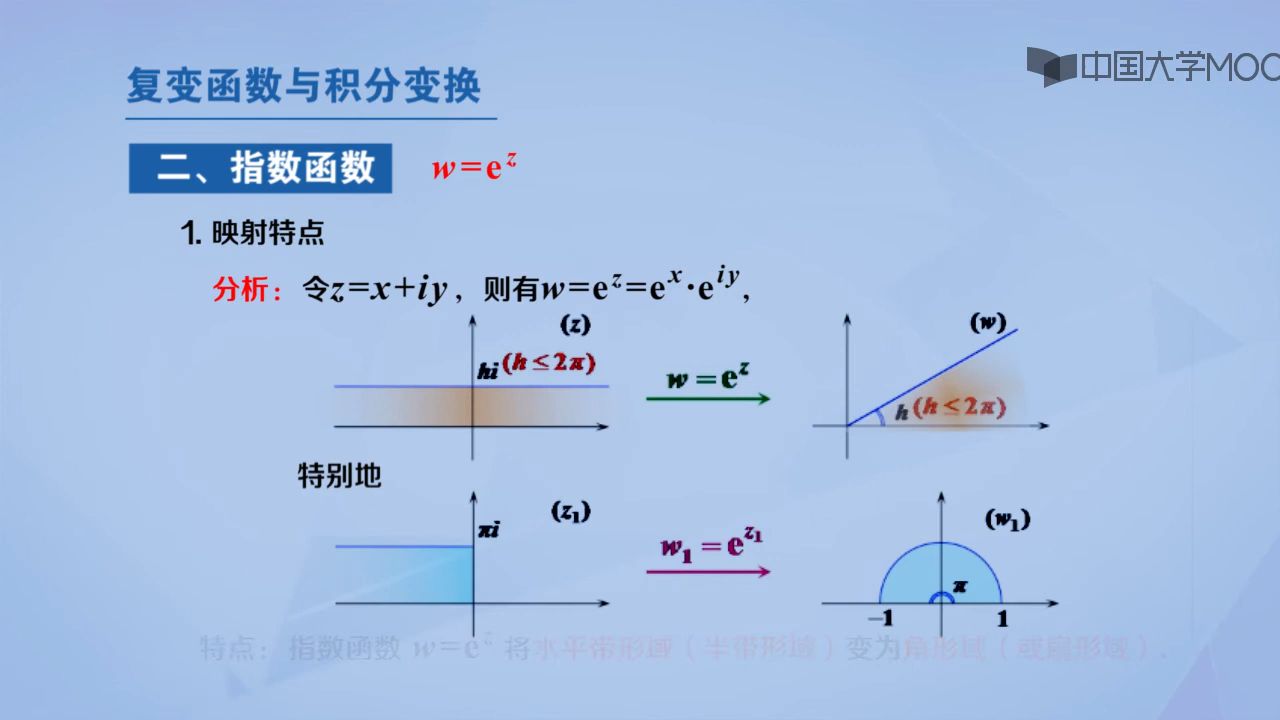 中国大学MOO
复变函数与积分变换
二、指数函数 w=e^z
1. 映射特点
分析：令z=x+iy，则有w=e^z=e^x·e^{iy}，
(z)
hi (h≤2π)
w=e^z
(w)
h (h≤2π)
特别地
(z₁)
πi
w₁=e^{z₁}
(w₁)
π
−1 1
特点：指数函数 w=e^z 将水平带形域（半带形域）变为角形域（或扇形域）.